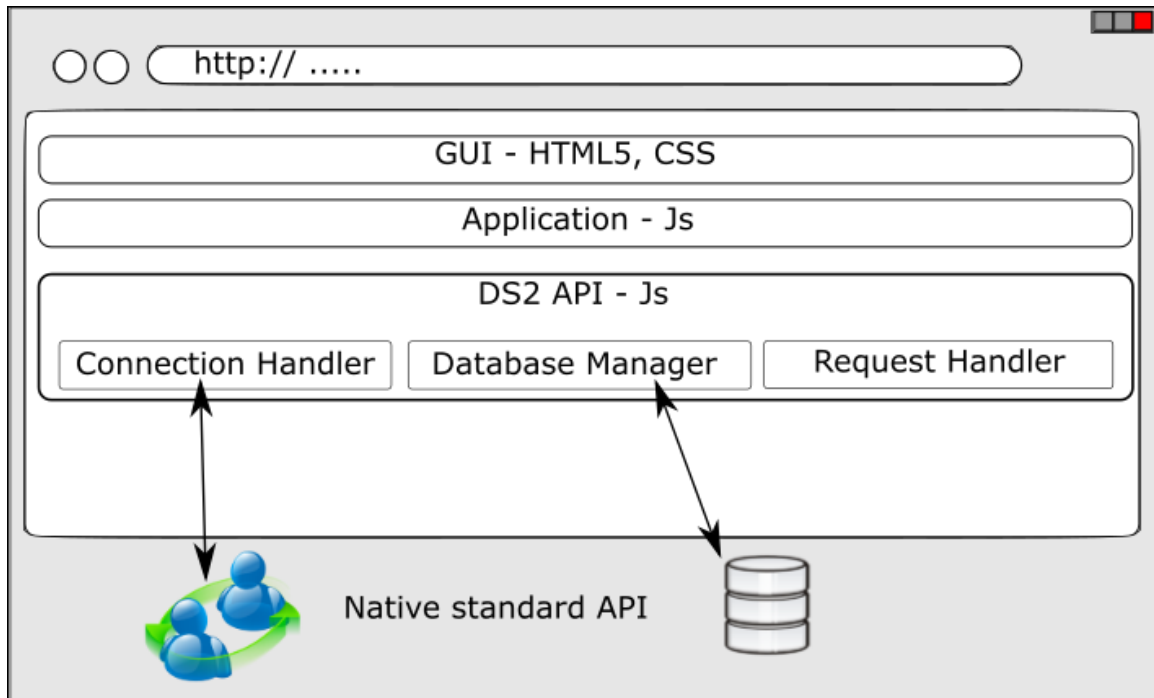 http:// .....
GUI - HTML5, CSS
Application - Js
DS2 API - Js
Connection Handler
Database Manager
Request Handler
Native standard API